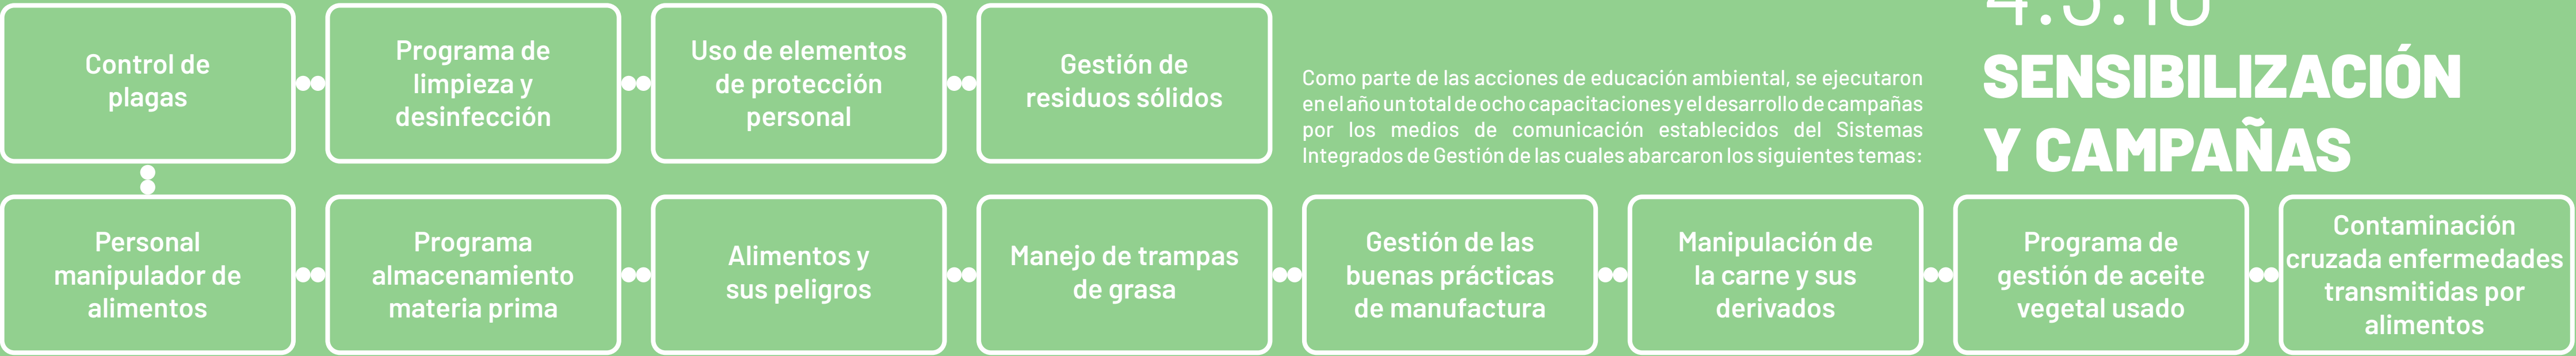 4.5.10
SENSIBILIZACIÓN
Y CAMPAÑAS
Como parte de las acciones de educación ambiental, se ejecutaron
en el año un total de ocho capacitaciones y el desarrollo de campañas
por los medios de comunicación establecidos del Sistemas
Integrados de Gestión de las cuales abarcaron los siguientes temas:
Control de
plagas
Programa de
limpieza y
desinfección
Uso de elementos
de protección
personal
Gestión de
residuos sólidos
Personal
manipulador de
alimentos
Programa
almacenamiento
materia prima
Alimentos y
sus peligros
Manejo de trampas
de grasa
Gestión de las
buenas prácticas
de manufactura
Manipulación de
la carne y sus
derivados
Programa de
gestión de aceite
vegetal usado
Contaminación
cruzada enfermedades
transmitidas por
alimentos